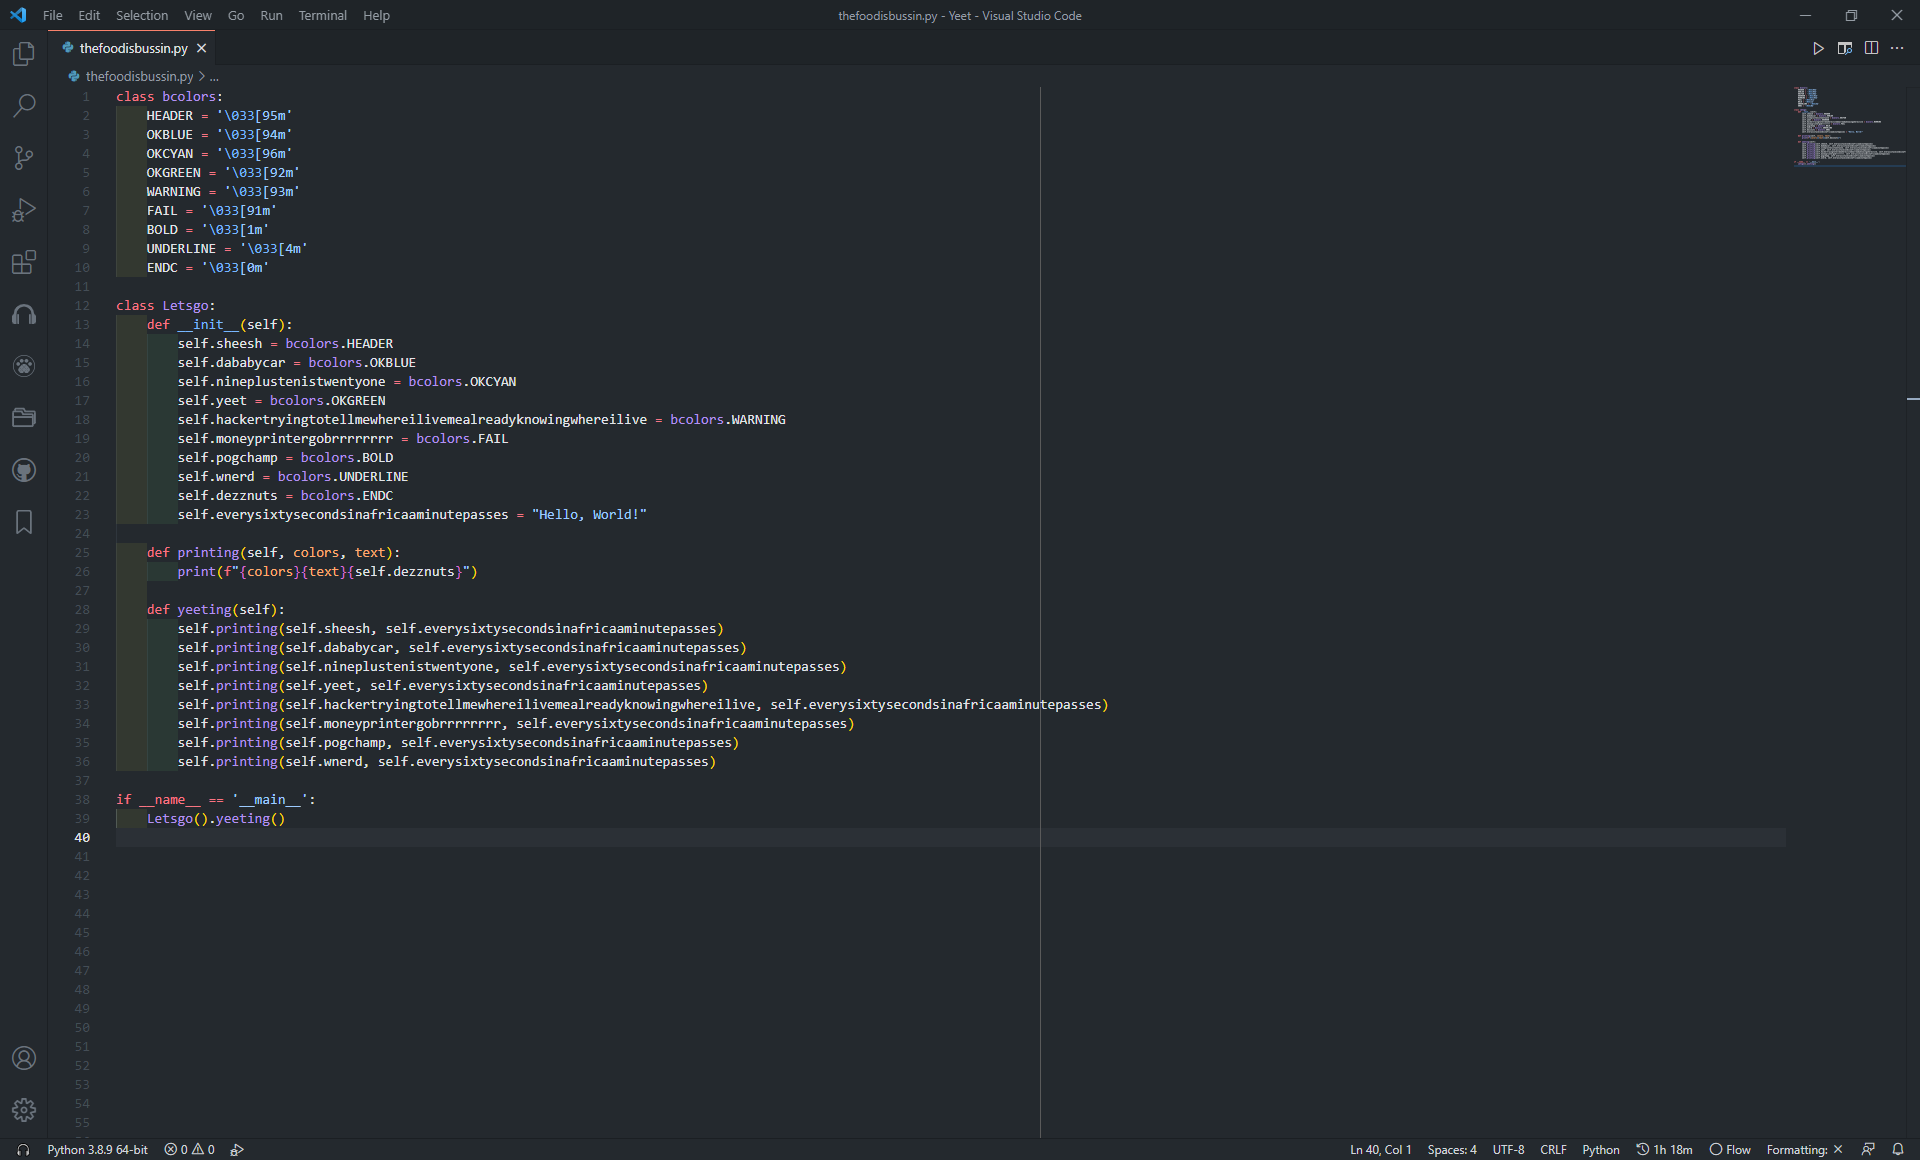 File Edit Selection View Go Run Terminal Help
thefoodisbussin.py - Yeet - Visual Studio Code
thefoodisbussin.py
thefoodisbussin.py > ...
1 class bcolors:
2     HEADER = '\033[95m'
3     OKBLUE = '\033[94m'
4     OKCYAN = '\033[96m'
5     OKGREEN = '\033[92m'
6     WARNING = '\033[93m'
7     FAIL = '\033[91m'
8     BOLD = '\033[1m'
9     UNDERLINE = '\033[4m'
10     ENDC = '\033[0m'
11
12 class Letsgo:
13     def __init__(self):
14         self.sheesh = bcolors.HEADER
15         self.dababycar = bcolors.OKBLUE
16         self.nineplustenistwentyone = bcolors.OKCYAN
17         self.yeet = bcolors.OKGREEN
18         self.hackertryingtotellmewhereilivemealreadyknowingwhereilive = bcolors.WARNING
19         self.moneyprintergobrrrrrrrr = bcolors.FAIL
20         self.pogchamp = bcolors.BOLD
21         self.wnerd = bcolors.UNDERLINE
22         self.dezznuts = bcolors.ENDC
23         self.everysixtysecondsinafricaaminutepasses = "Hello, World!"
24
25     def printing(self, colors, text):
26         print(f"{colors}{text}{self.dezznuts}")
27
28     def yeeting(self):
29         self.printing(self.sheesh, self.everysixtysecondsinafricaaminutepasses)
30         self.printing(self.dababycar, self.everysixtysecondsinafricaaminutepasses)
31         self.printing(self.nineplustenistwentyone, self.everysixtysecondsinafricaaminutepasses)
32         self.printing(self.yeet, self.everysixtysecondsinafricaaminutepasses)
33         self.printing(self.hackertryingtotellmewhereilivemealreadyknowingwhereilive, self.everysixtysecondsinafricaaminutepasses)
34         self.printing(self.moneyprintergobrrrrrrrr, self.everysixtysecondsinafricaaminutepasses)
35         self.printing(self.pogchamp, self.everysixtysecondsinafricaaminutepasses)
36         self.printing(self.wnerd, self.everysixtysecondsinafricaaminutepasses)
37
38 if __name__ == '__main__':
39     Letsgo().yeeting()
40
41
42
43
44
45
46
47
48
49
50
51
52
53
54
55
Python 3.8.9 64-bit 0 0 Ln 40, Col 1 Spaces: 4 UTF-8 CRLF Python 1h 18m Flow Formatting: ×